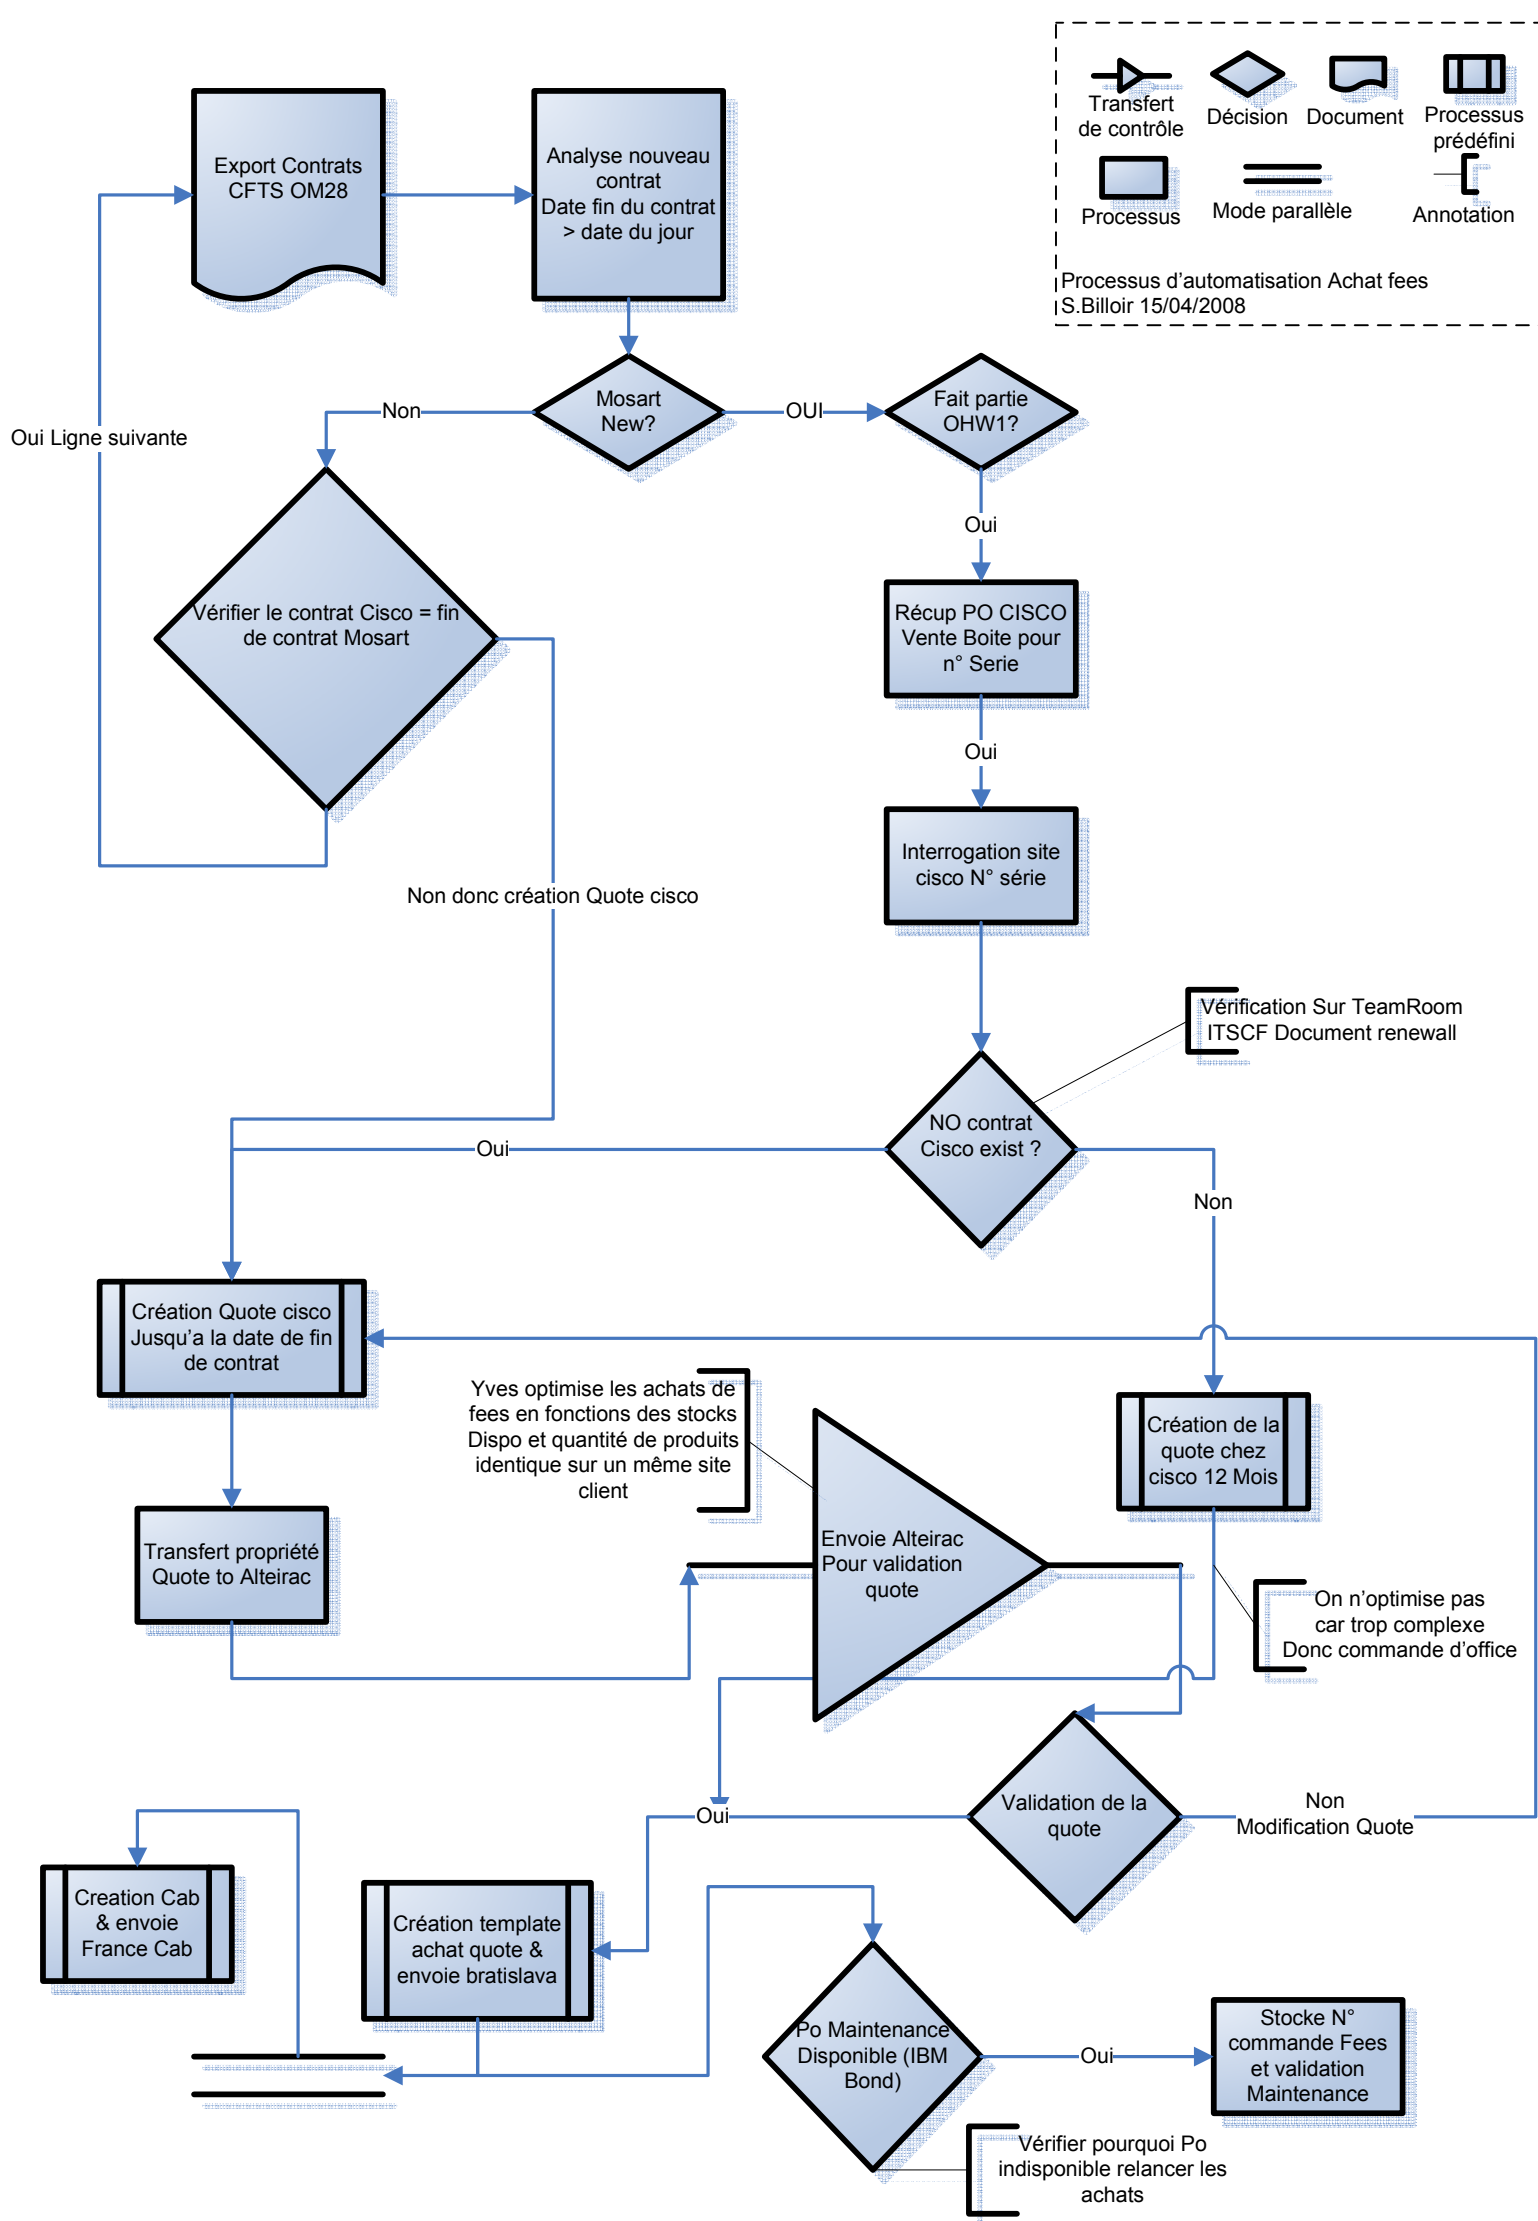 Transfert
de contrôle
Décision
Document
Processus
prédéfini
Processus
Mode parallèle
Annotation
Processus d'automatisation Achat fees
S.Billoir 15/04/2008
Export Contrats
CFTS OM28
Analyse nouveau
contrat
Date fin du contrat
> date du jour
Mosart
New?
Non
OUI
Fait partie
OHW1?
Oui Ligne suivante
Oui
Vérifier le contrat Cisco = fin
de contrat Mosart
Récup PO CISCO
Vente Boite pour
n° Serie
Oui
Interrogation site
cisco N° série
Non donc création Quote cisco
Vérification Sur TeamRoom
ITSCF Document renewall
NO contrat
Cisco exist ?
Oui
Non
Création Quote cisco
Jusqu'a la date de fin
de contrat
Yves optimise les achats de
fees en fonctions des stocks
Dispo et quantité de produits
identique sur un même site
client
Création de la
quote chez
cisco 12 Mois
Transfert propriété
Quote to Alteirac
Envoie Alteirac
Pour validation
quote
On n'optimise pas
car trop complexe
Donc commande d'office
Validation de la
quote
Oui
Non
Modification Quote
Creation Cab
& envoie
France Cab
Création template
achat quote &
envoie bratislava
Po Maintenance
Disponible (IBM
Bond)
Oui
Stocke N°
commande Fees
et validation
Maintenance
Vérifier pourquoi Po
indisponible relancer les
achats